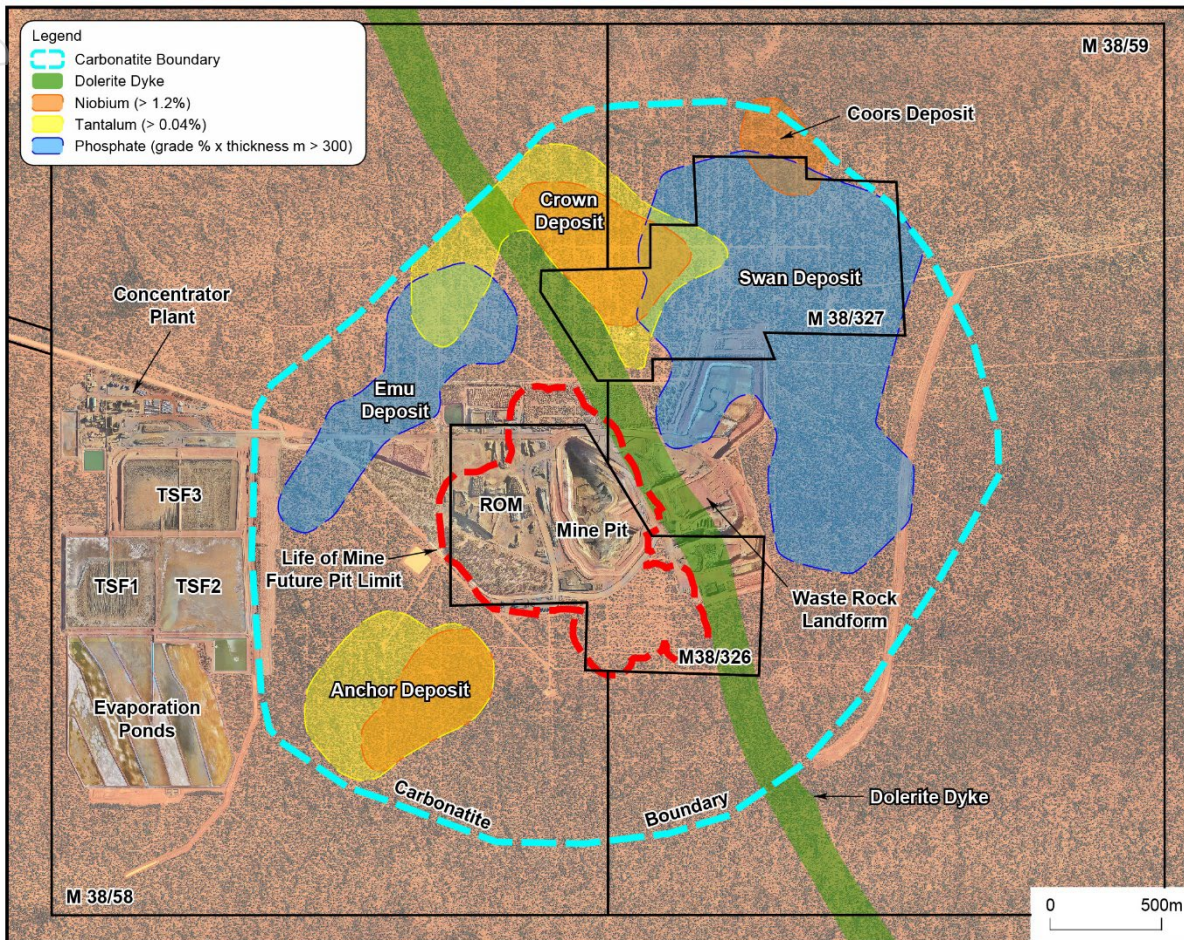 Legend
Carbonatite Boundary
Dolerite Dyke
Niobium (> 1.2%)
Tantalum (> 0.04%)
Phosphate (grade % x thickness m > 300)
M 38/59
Coors Deposit
Crown
Deposit
Swan Deposit
M 38/327
Concentrator
Plant
Emu
Deposit
TSF3
ROM
Mine Pit
Life of Mine
Future Pit Limit
TSF1
TSF2
Waste Rock
Landform
M38/326
Anchor Deposit
Evaporation
Ponds
Carbonatite
Boundary
Dolerite Dyke
M 38/58
0
500m